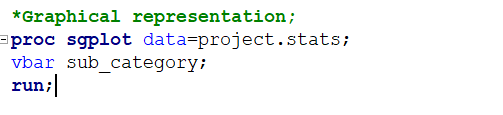 *Graphical representation;
proc sgplot data=project.stats;
vbar sub_category;
run;